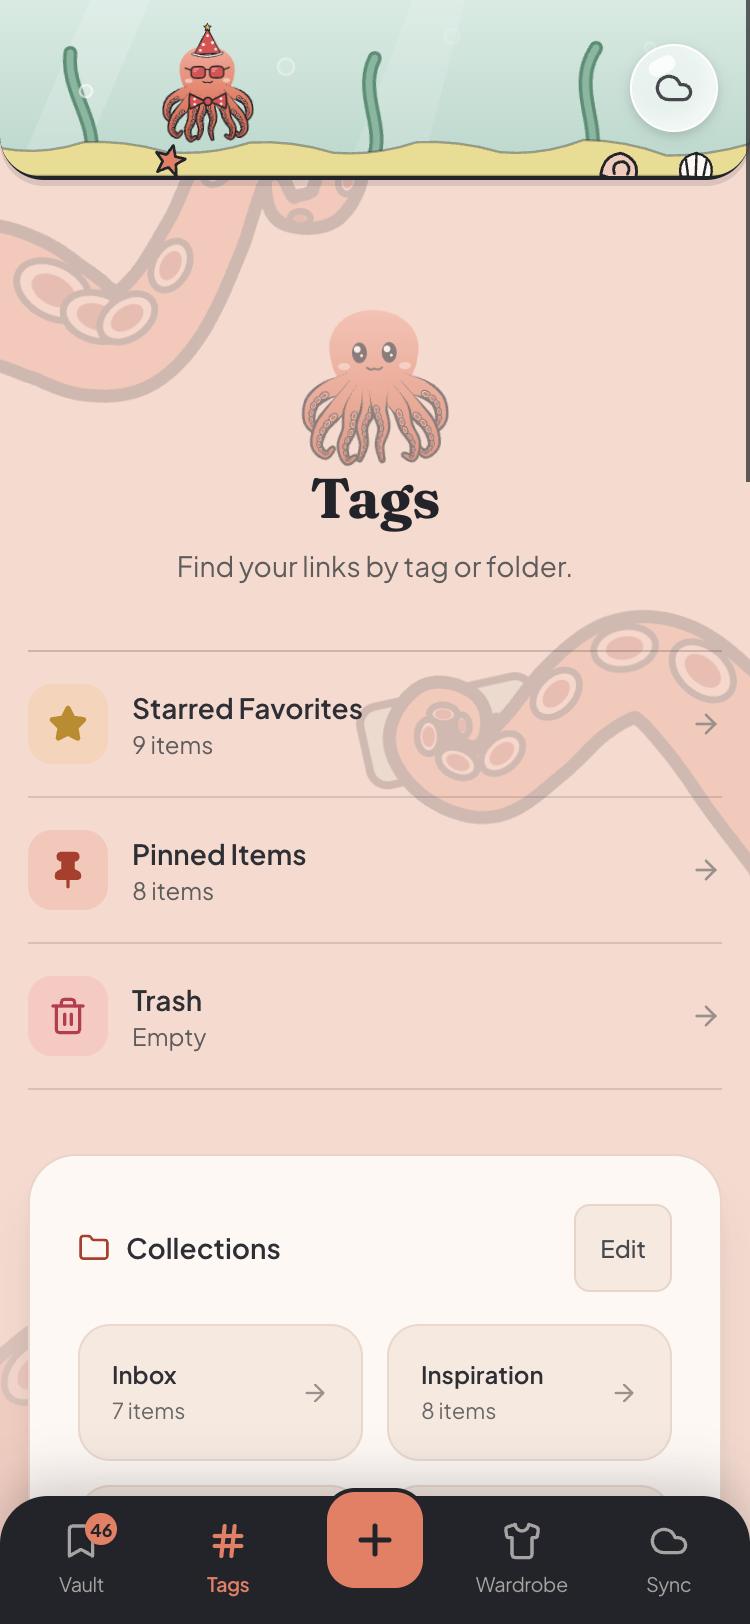 Tags
Find your links by tag or folder.
Starred Favorites
9 items
Pinned Items
8 items
Trash
Empty
Collections
Edit
Inbox
7 items
Inspiration
8 items
46
Vault
Tags
Wardrobe
Sync